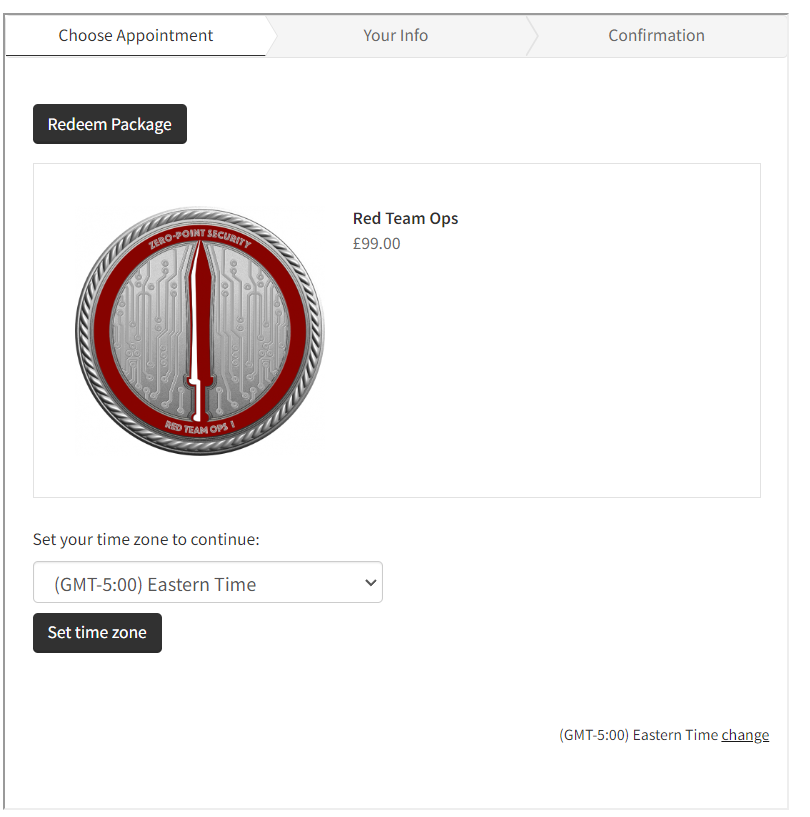 Choose Appointment
Your Info
Confirmation
Redeem Package
ZERO-POINT SECURITY
RED TEAM OPS I
Red Team Ops
£99.00
Set your time zone to continue:
(GMT-5:00) Eastern Time
Set time zone
(GMT-5:00) Eastern Time change